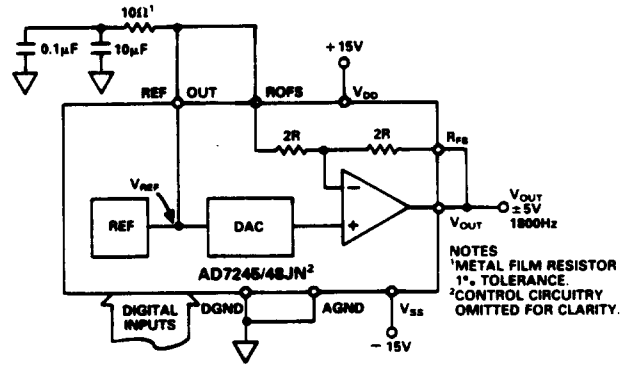 10Ω¹
0.1μF
10μF
+15V
REF OUT
ROFS
VDD
2R
2R
RFB
VREF
REF
DAC
−
+
VOUT
VOUT
±5V
1800Hz
AD7245/48JN²
DIGITAL
INPUTS
DGND
AGND
VSS
−15V
NOTES
¹METAL FILM RESISTOR
1°. TOLERANCE.
²CONTROL CIRCUITRY
OMITTED FOR CLARITY.